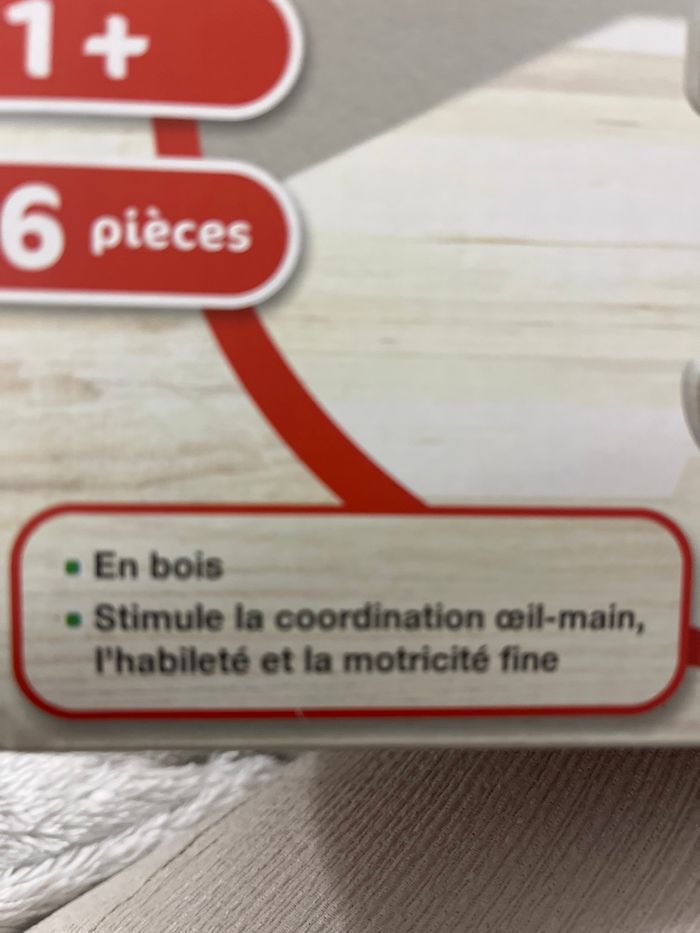 1+
6 pièces
▪ En bois
▪ Stimule la coordination œil-main,
l'habileté et la motricité fine